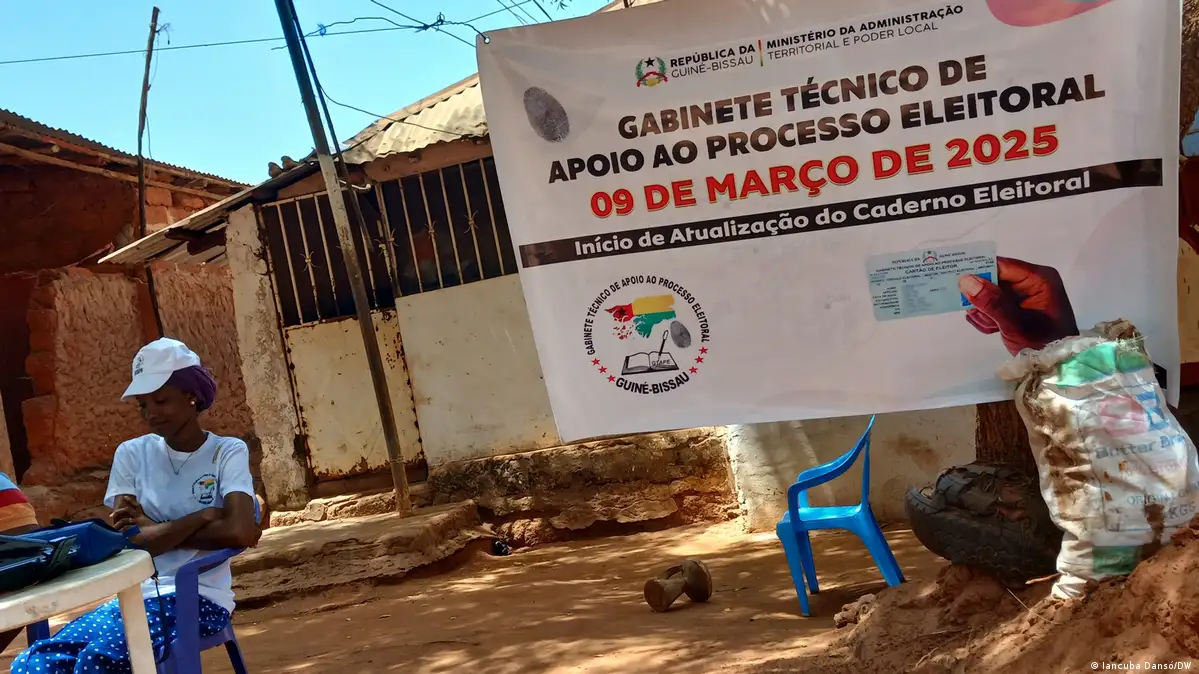 REPÚBLICA DA
GUINÉ-BISSAU
MINISTÉRIO DA ADMINISTRAÇÃO
TERRITORIAL E PODER LOCAL
GABINETE TÉCNICO DE
APOIO AO PROCESSO ELEITORAL
09 DE MARÇO DE 2025
Início de Atualização do Caderno Eleitoral
CARTÃO DE ELEITOR
GABINETE TÉCNICO DE APOIO AO PROCESSO ELEITORAL
GTAPE
GUINÉ-BISSAU
© Iancuba Dansó/DW